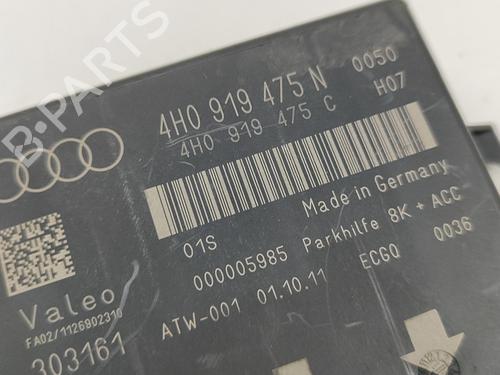 B-PARTS
4H0 919 475 N 0050
4H0 919 475 C H07
Made in Germany
01S
000005985 Parkhilfe 8K + ACC
ATW-001 01.10.11 ECGQ 0036
Valeo
FA02/1126902310
303161